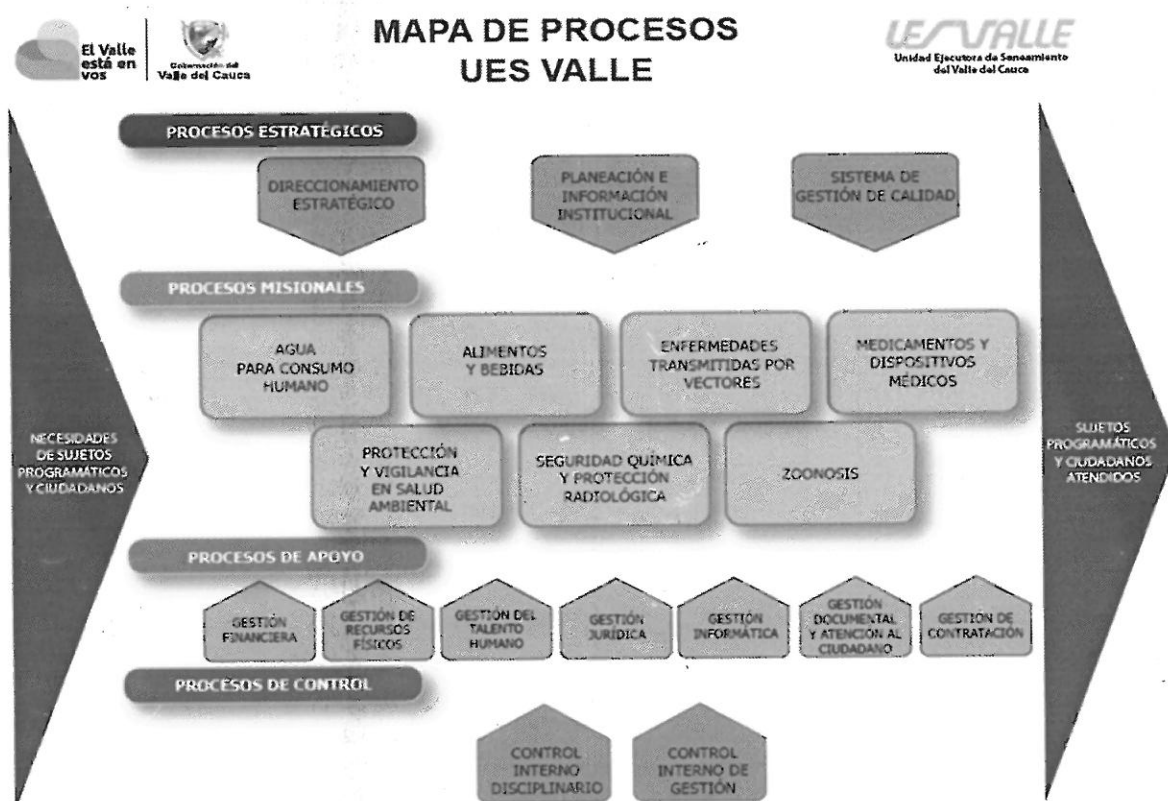 El Valle
está en
vos
Gobernación del
Valle del Cauca
MAPA DE PROCESOS
UES VALLE
UESVALLE
Unidad Ejecutora de Saneamiento
del Valle del Cauca
PROCESOS ESTRATÉGICOS
DIRECCIONAMIENTO
ESTRATÉGICO
PLANEACIÓN E
INFORMACIÓN
INSTITUCIONAL
SISTEMA DE
GESTIÓN DE CALIDAD
PROCESOS MISIONALES
AGUA
PARA CONSUMO
HUMANO
ALIMENTOS
Y BEBIDAS
ENFERMEDADES
TRANSMITIDAS POR
VECTORES
MEDICAMENTOS Y
DISPOSITIVOS
MÉDICOS
NECESIDADES
DE SUJETOS
PROGRAMÁTICOS
Y CIUDADANOS
PROTECCIÓN
Y VIGILANCIA
EN SALUD
AMBIENTAL
SEGURIDAD QUÍMICA
Y PROTECCIÓN
RADIOLÓGICA
ZOONOSIS
SUJETOS
PROGRAMÁTICOS
Y CIUDADANOS
ATENDIDOS
PROCESOS DE APOYO
GESTIÓN
FINANCIERA
GESTIÓN DE
RECURSOS
FÍSICOS
GESTIÓN DEL
TALENTO
HUMANO
GESTIÓN
JURÍDICA
GESTIÓN
INFORMÁTICA
GESTIÓN
DOCUMENTAL
Y ATENCIÓN AL
CIUDADANO
GESTIÓN DE
CONTRATACIÓN
PROCESOS DE CONTROL
CONTROL
INTERNO
DISCIPLINARIO
CONTROL
INTERNO DE
GESTIÓN